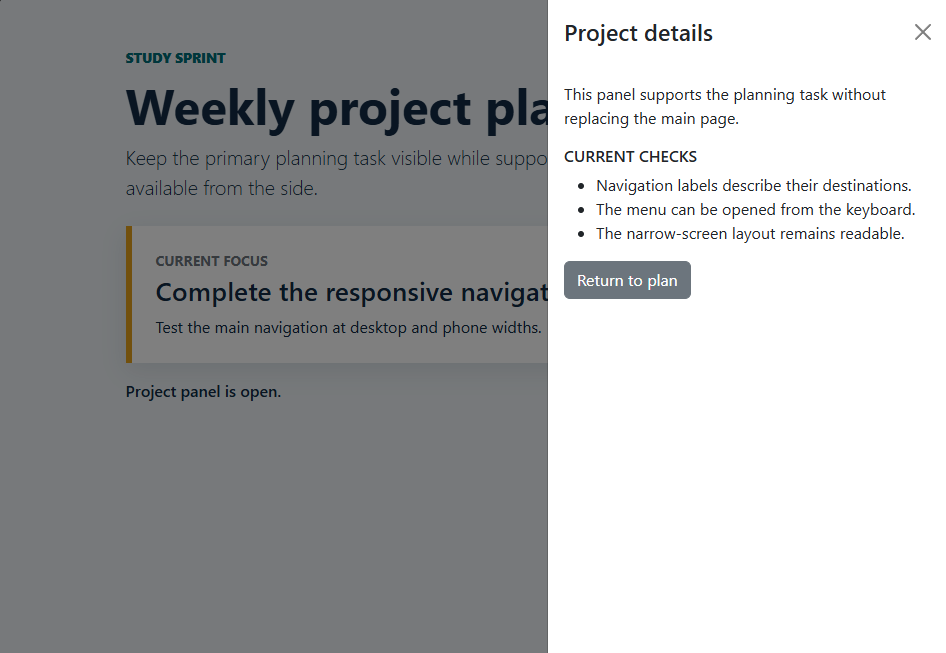 STUDY SPRINT
Weekly project pla
Keep the primary planning task visible while suppo
available from the side.
CURRENT FOCUS
Complete the responsive navigat
Test the main navigation at desktop and phone widths.
Project panel is open.
Project details
This panel supports the planning task without
replacing the main page.
CURRENT CHECKS
Navigation labels describe their destinations.
The menu can be opened from the keyboard.
The narrow-screen layout remains readable.
Return to plan